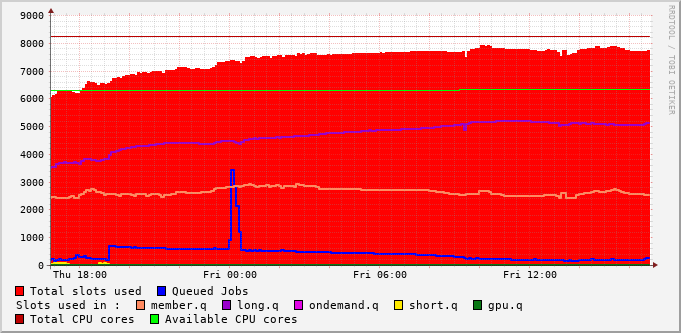 9000
8000
7000
6000
5000
4000
3000
2000
1000
0
Thu 18:00 Fri 00:00 Fri 06:00 Fri 12:00
RRDTOOL / TOBI OETIKER
Total slots used Queued Jobs
Slots used in : member.q long.q ondemand.q short.q gpu.q
Total CPU cores Available CPU cores